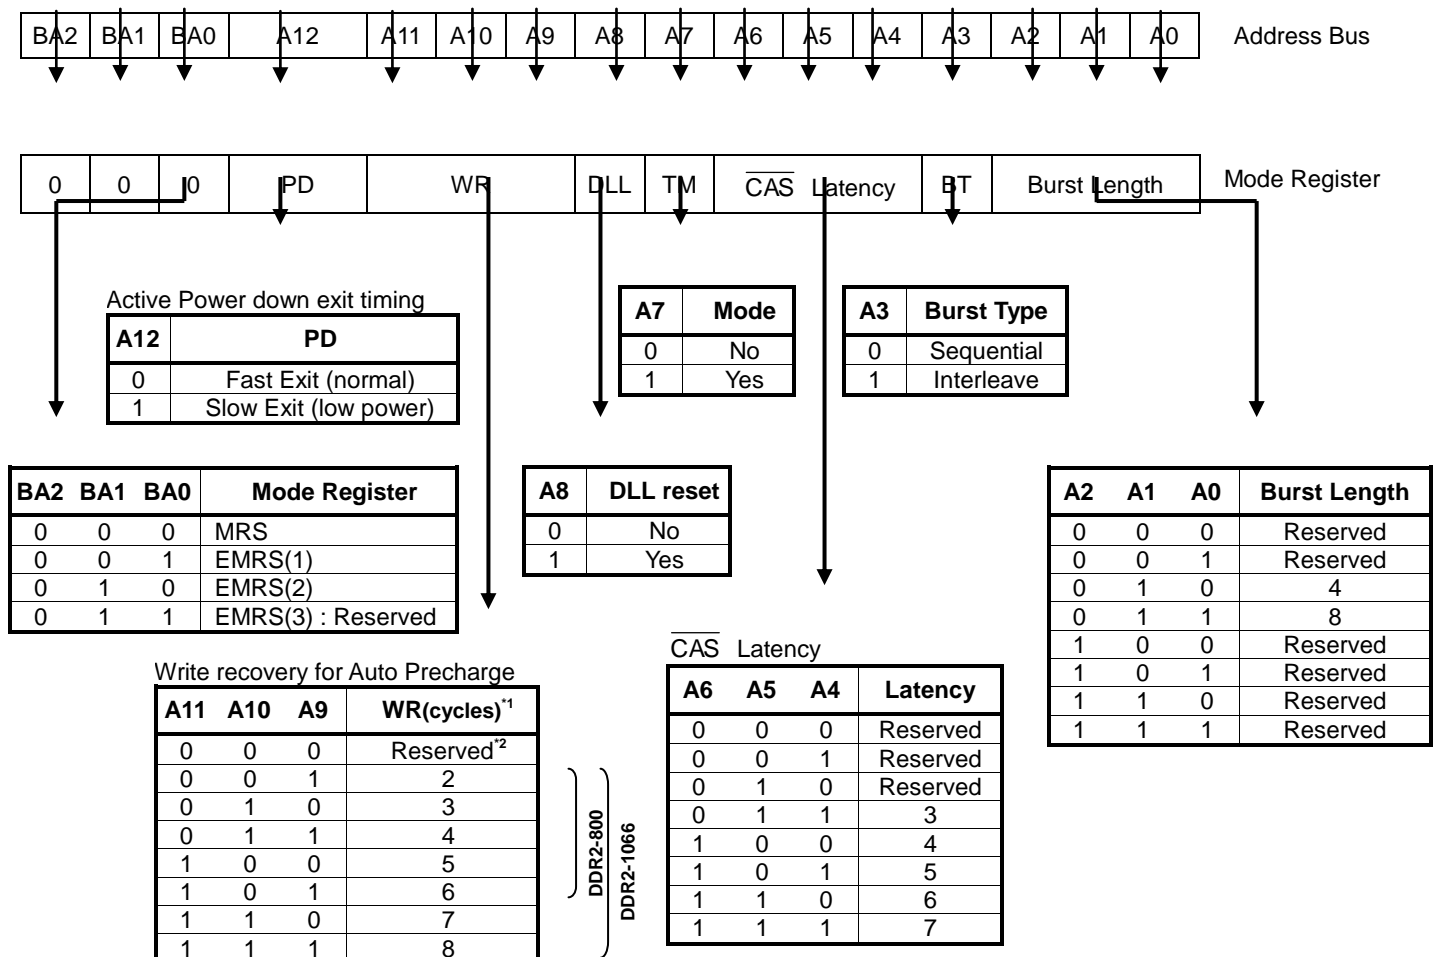 BA2 BA1 BA0 A12 A11 A10 A9 A8 A7 A6 A5 A4 A3 A2 A1 A0 Address Bus
0 0 0 PD WR DLL TM CAS Latency BT Burst Length Mode Register
Active Power down exit timing
A12 PD
0 Fast Exit (normal)
1 Slow Exit (low power)
A7 Mode
0 No
1 Yes
A3 Burst Type
0 Sequential
1 Interleave
BA2 BA1 BA0 Mode Register
0 0 0 MRS
0 0 1 EMRS(1)
0 1 0 EMRS(2)
0 1 1 EMRS(3) : Reserved
A8 DLL reset
0 No
1 Yes
A2 A1 A0 Burst Length
0 0 0 Reserved
0 0 1 Reserved
0 1 0 4
0 1 1 8
1 0 0 Reserved
1 0 1 Reserved
1 1 0 Reserved
1 1 1 Reserved
Write recovery for Auto Precharge
A11 A10 A9 WR(cycles)*1
0 0 0 Reserved*2
0 0 1 2
0 1 0 3
0 1 1 4
1 0 0 5
1 0 1 6
1 1 0 7
1 1 1 8
DDR2-800
DDR2-1066
CAS Latency
A6 A5 A4 Latency
0 0 0 Reserved
0 0 1 Reserved
0 1 0 Reserved
0 1 1 3
1 0 0 4
1 0 1 5
1 1 0 6
1 1 1 7